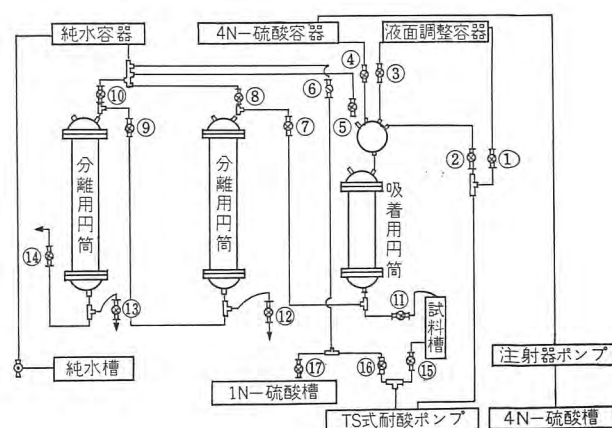 純水容器
4N-硫酸容器
液面調整容器
④
③
⑩
⑧
⑥
⑨
⑦
⑤
②
①
分離用円筒
分離用円筒
吸着用円筒
⑭
⑬
⑫
⑪
試料槽
純水槽
⑰
⑯
⑮
注射器ポンプ
1N-硫酸槽
TS式耐酸ポンプ
4N-硫酸槽